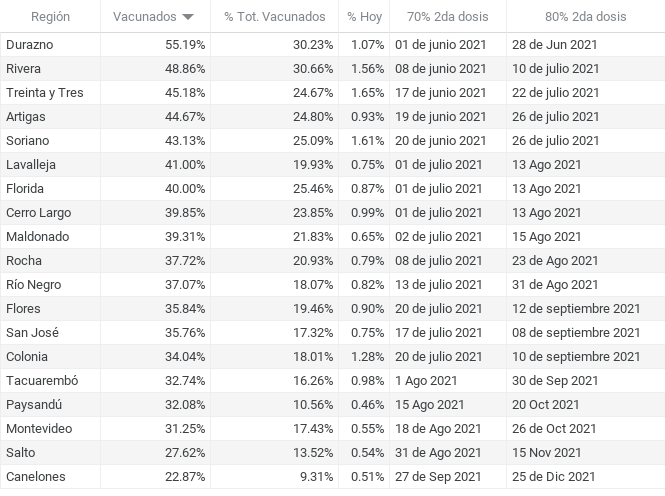 Región Vacunados % Tot. Vacunados % Hoy 70% 2da dosis 80% 2da dosis
Durazno 55.19% 30.23% 1.07% 01 de junio 2021 28 de Jun 2021
Rivera 48.86% 30.66% 1.56% 08 de junio 2021 10 de julio 2021
Treinta y Tres 45.18% 24.67% 1.65% 17 de junio 2021 22 de julio 2021
Artigas 44.67% 24.80% 0.93% 19 de junio 2021 26 de julio 2021
Soriano 43.13% 25.09% 1.61% 20 de junio 2021 26 de julio 2021
Lavalleja 41.00% 19.93% 0.75% 01 de julio 2021 13 Ago 2021
Florida 40.00% 25.46% 0.87% 01 de julio 2021 13 Ago 2021
Cerro Largo 39.85% 23.85% 0.99% 01 de julio 2021 13 Ago 2021
Maldonado 39.31% 21.83% 0.65% 02 de julio 2021 15 Ago 2021
Rocha 37.72% 20.93% 0.79% 08 de julio 2021 23 de Ago 2021
Río Negro 37.07% 18.07% 0.82% 13 de julio 2021 31 de Ago 2021
Flores 35.84% 19.46% 0.90% 20 de julio 2021 12 de septiembre 2021
San José 35.76% 17.32% 0.75% 17 de julio 2021 08 de septiembre 2021
Colonia 34.04% 18.01% 1.28% 20 de julio 2021 10 de septiembre 2021
Tacuarembó 32.74% 16.26% 0.98% 1 Ago 2021 30 de Sep 2021
Paysandú 32.08% 10.56% 0.46% 15 Ago 2021 20 Oct 2021
Montevideo 31.25% 17.43% 0.55% 18 de Ago 2021 26 de Oct 2021
Salto 27.62% 13.52% 0.54% 31 de Ago 2021 15 Nov 2021
Canelones 22.87% 9.31% 0.51% 27 de Sep 2021 25 de Dic 2021